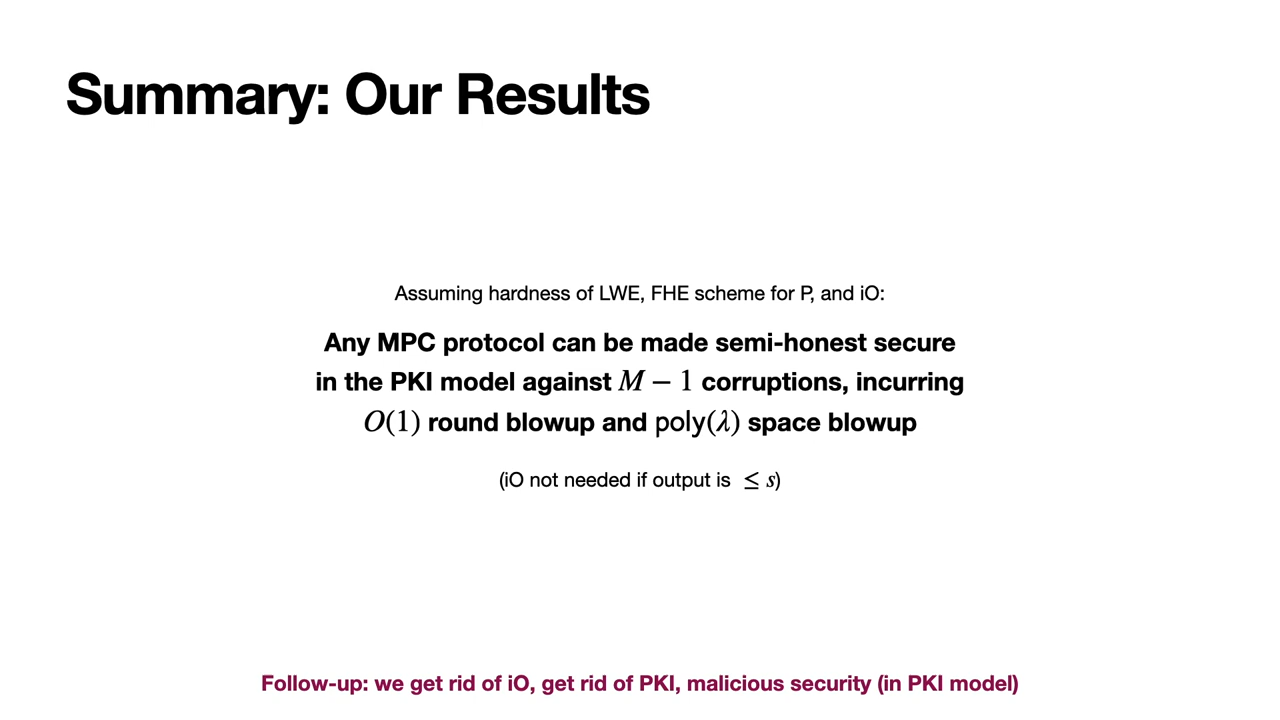 Summary: Our Results
Assuming hardness of LWE, FHE scheme for P, and iO:
Any MPC protocol can be made semi-honest secure
in the PKI model against M − 1 corruptions, incurring
O(1) round blowup and poly(λ) space blowup
(iO not needed if output is ≤ s)
Follow-up: we get rid of iO, get rid of PKI, malicious security (in PKI model)